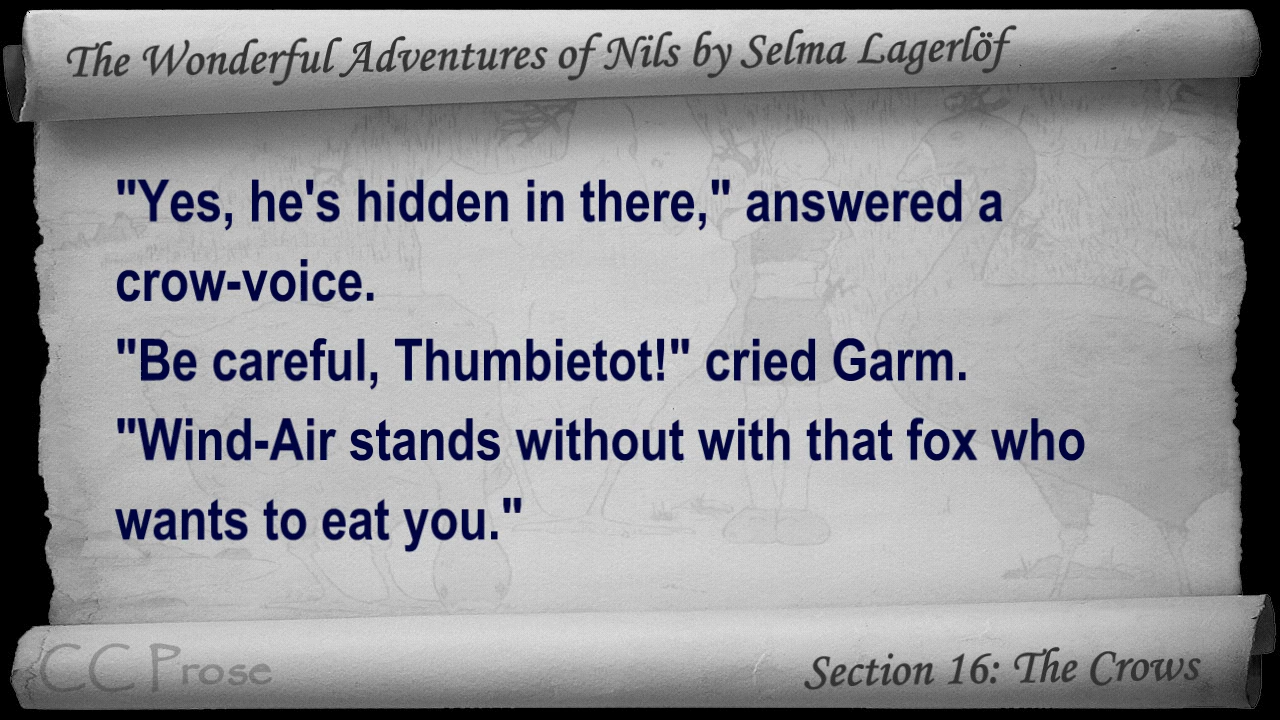 The Wonderful Adventures of Nils by Selma Lagerlöf
"Yes, he's hidden in there," answered a
crow-voice.
"Be careful, Thumbietot!" cried Garm.
"Wind-Air stands without with that fox who
wants to eat you."
CC Prose
Section 16: The Crows